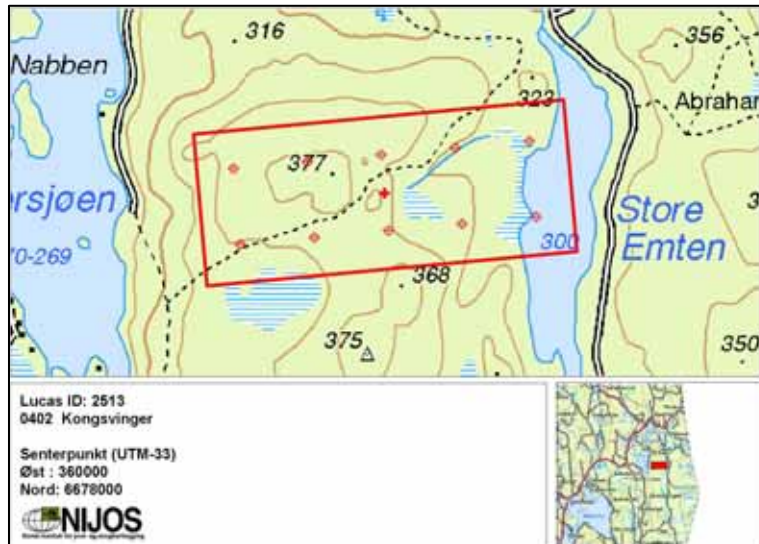 316
356
Nabben
323
Abrahar
377
ersjøen
Store
Emten
300
70-269
368
375
350
Lucas ID: 2513
0402 Kongsvinger
Senterpunkt (UTM-33)
Øst : 360000
Nord: 6678000
NIJOS